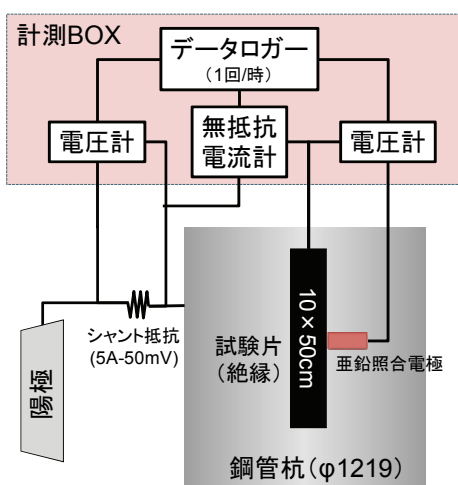 計測BOX
データロガー
(1回/時)
電圧計
無抵抗
電流計
電圧計
シャント抵抗
(5A-50mV)
陽極
試験片
(絶縁)
10×50cm
亜鉛照合電極
鋼管杭(φ1219)